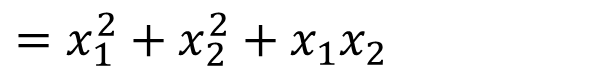 = x₁² + x₂² + x₁x₂